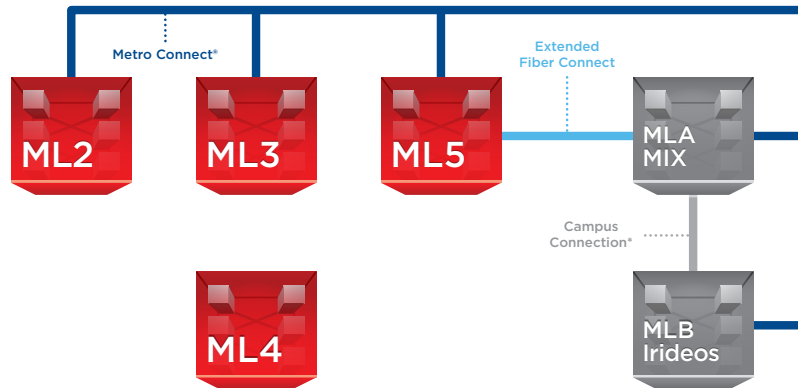 Metro Connect®
Extended
Fiber Connect
ML2
ML3
ML5
MLA
MIX
Campus
Connection*
ML4
MLB
Irideos